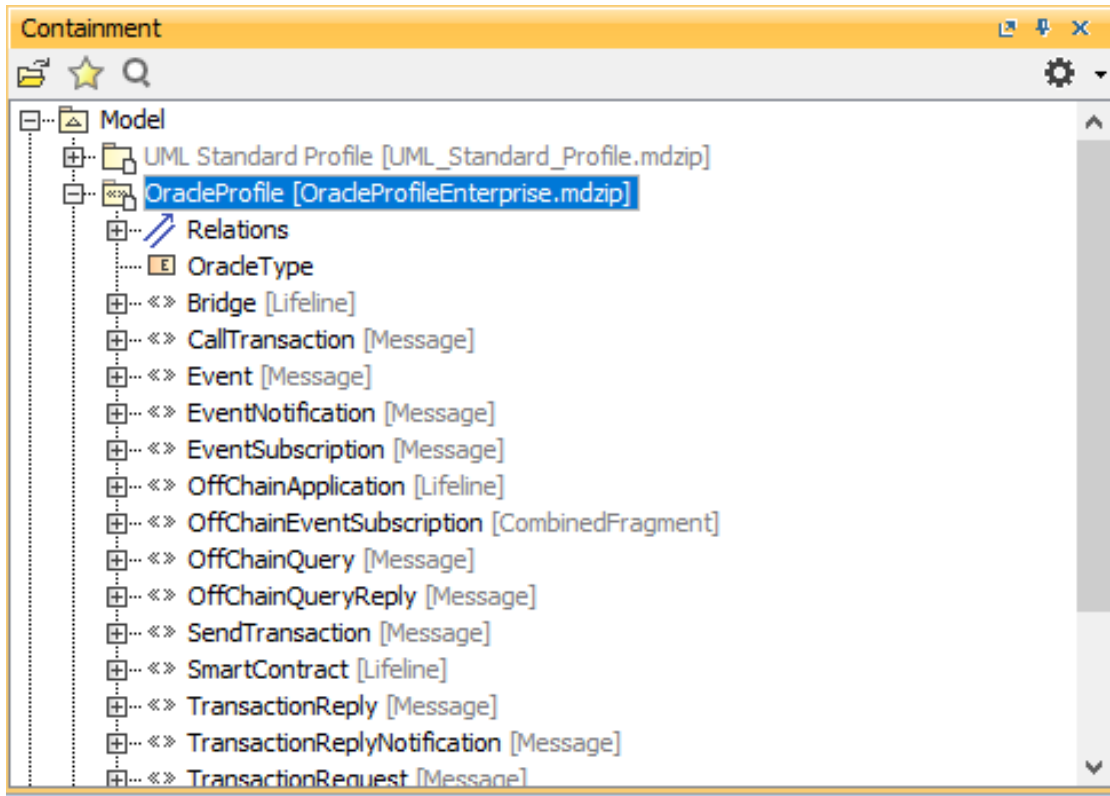 Containment
Model
UML Standard Profile [UML_Standard_Profile.mdzip]
OracleProfile [OracleProfileEnterprise.mdzip]
Relations
E OracleType
«» Bridge [Lifeline]
«» CallTransaction [Message]
«» Event [Message]
«» EventNotification [Message]
«» EventSubscription [Message]
«» OffChainApplication [Lifeline]
«» OffChainEventSubscription [CombinedFragment]
«» OffChainQuery [Message]
«» OffChainQueryReply [Message]
«» SendTransaction [Message]
«» SmartContract [Lifeline]
«» TransactionReply [Message]
«» TransactionReplyNotification [Message]
«» TransactionRequest [Message]